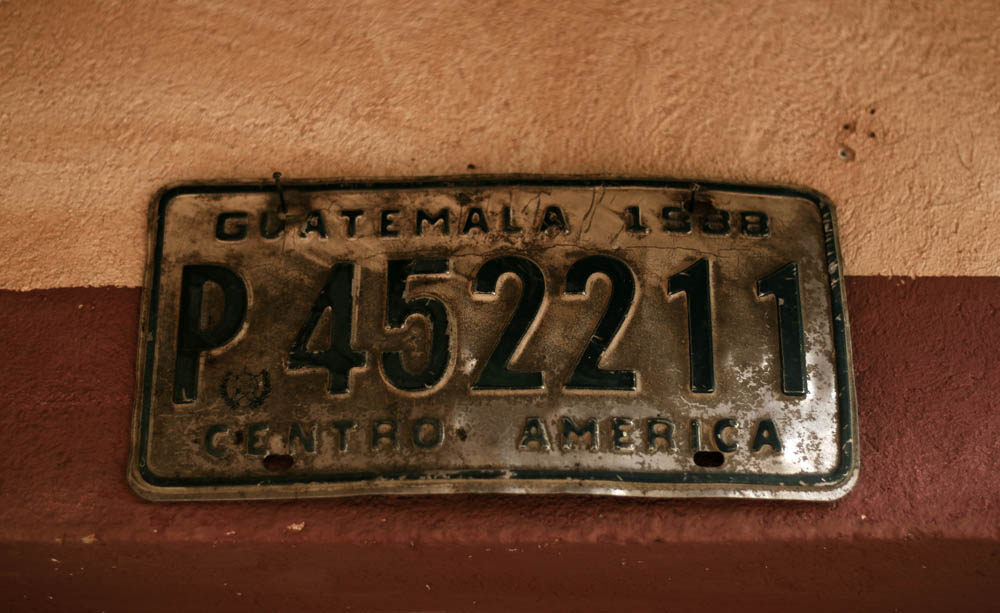 GUATEMALA 1988
P 452211
CENTRO AMERICA